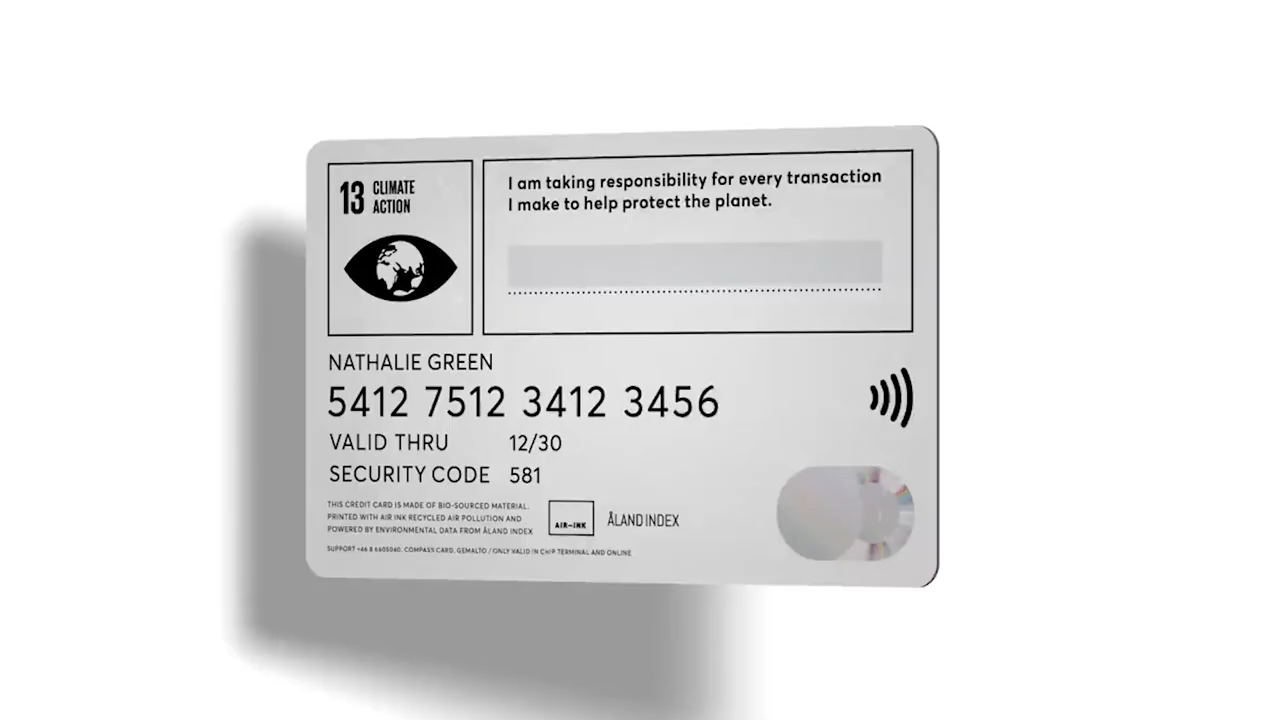 13 CLIMATE
ACTION
I am taking responsibility for every transaction
I make to help protect the planet.
NATHALIE GREEN
5412 7512 3412 3456
VALID THRU 12/30
SECURITY CODE 581
THIS CREDIT CARD IS MADE OF BIO-SOURCED MATERIAL.
PRINTED WITH AIR INK RECYCLED AIR POLLUTION AND
POWERED BY ENVIRONMENTAL DATA FROM ÅLAND INDEX
AIR-INK
ÅLAND INDEX
SUPPORT +46 8 6605040. COMPASS CARD, GEMALTO / ONLY VALID IN CHIP TERMINAL AND ONLINE